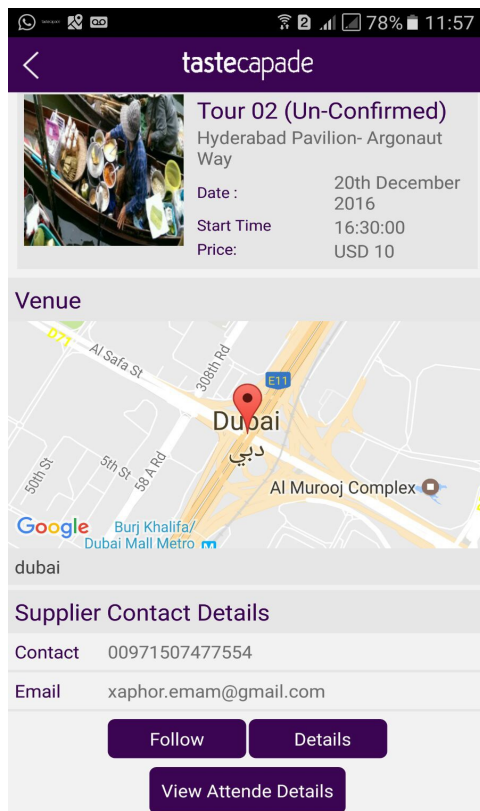 2 78% 11:57
tastecapade
Tour 02 (Un-Confirmed)
Hyderabad Pavilion- Argonaut
Way
Date :
20th December
2016
Start Time
16:30:00
Price:
USD 10
Venue
D71
Al Safa St
308th Rd
E11
Dubai
دبي
50th St
5th St
58 A Rd
Al Murooj Complex
Google
Burj Khalifa/
Dubai Mall Metro
dubai
Supplier Contact Details
Contact 00971507477554
Email xaphor.emam@gmail.com
Follow
Details
View Attende Details